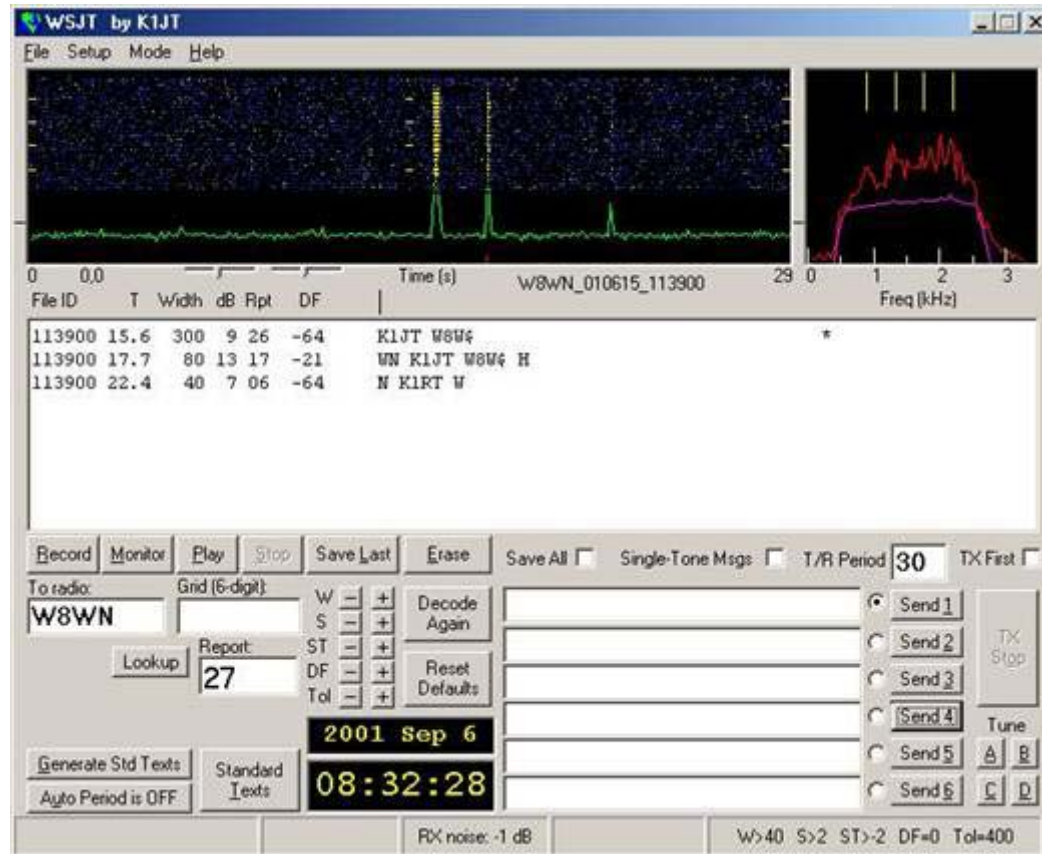 WSJT by K1JT
File Setup Mode Help
0 0,0 Time (s) W8WN_010615_113900 29 0 1 2 3
File ID T Width dB Rpt DF Freq (kHz)
113900 15.6 300 9 26 -64 K1JT W8W¢ *
113900 17.7 80 13 17 -21 WN K1JT W8W¢ H
113900 22.4 40 7 06 -64 N K1RT W
Record Monitor Play Stop Save Last Erase Save All Single-Tone Msgs T/R Period 30 TX First
To radio: Grid (6-digit):
W8WN
Lookup
Report:
27
W - +
S - +
ST - +
DF - +
Tol - +
Decode Again
Reset Defaults
2001 Sep 6
08:32:28
Generate Std Texts
Auto Period is OFF
Standard Texts
Send 1
Send 2
Send 3
Send 4
Send 5
Send 6
TX Stop
Tune
A B
C D
RX noise: -1 dB W>40 S>2 ST>-2 DF=0 Tol=400